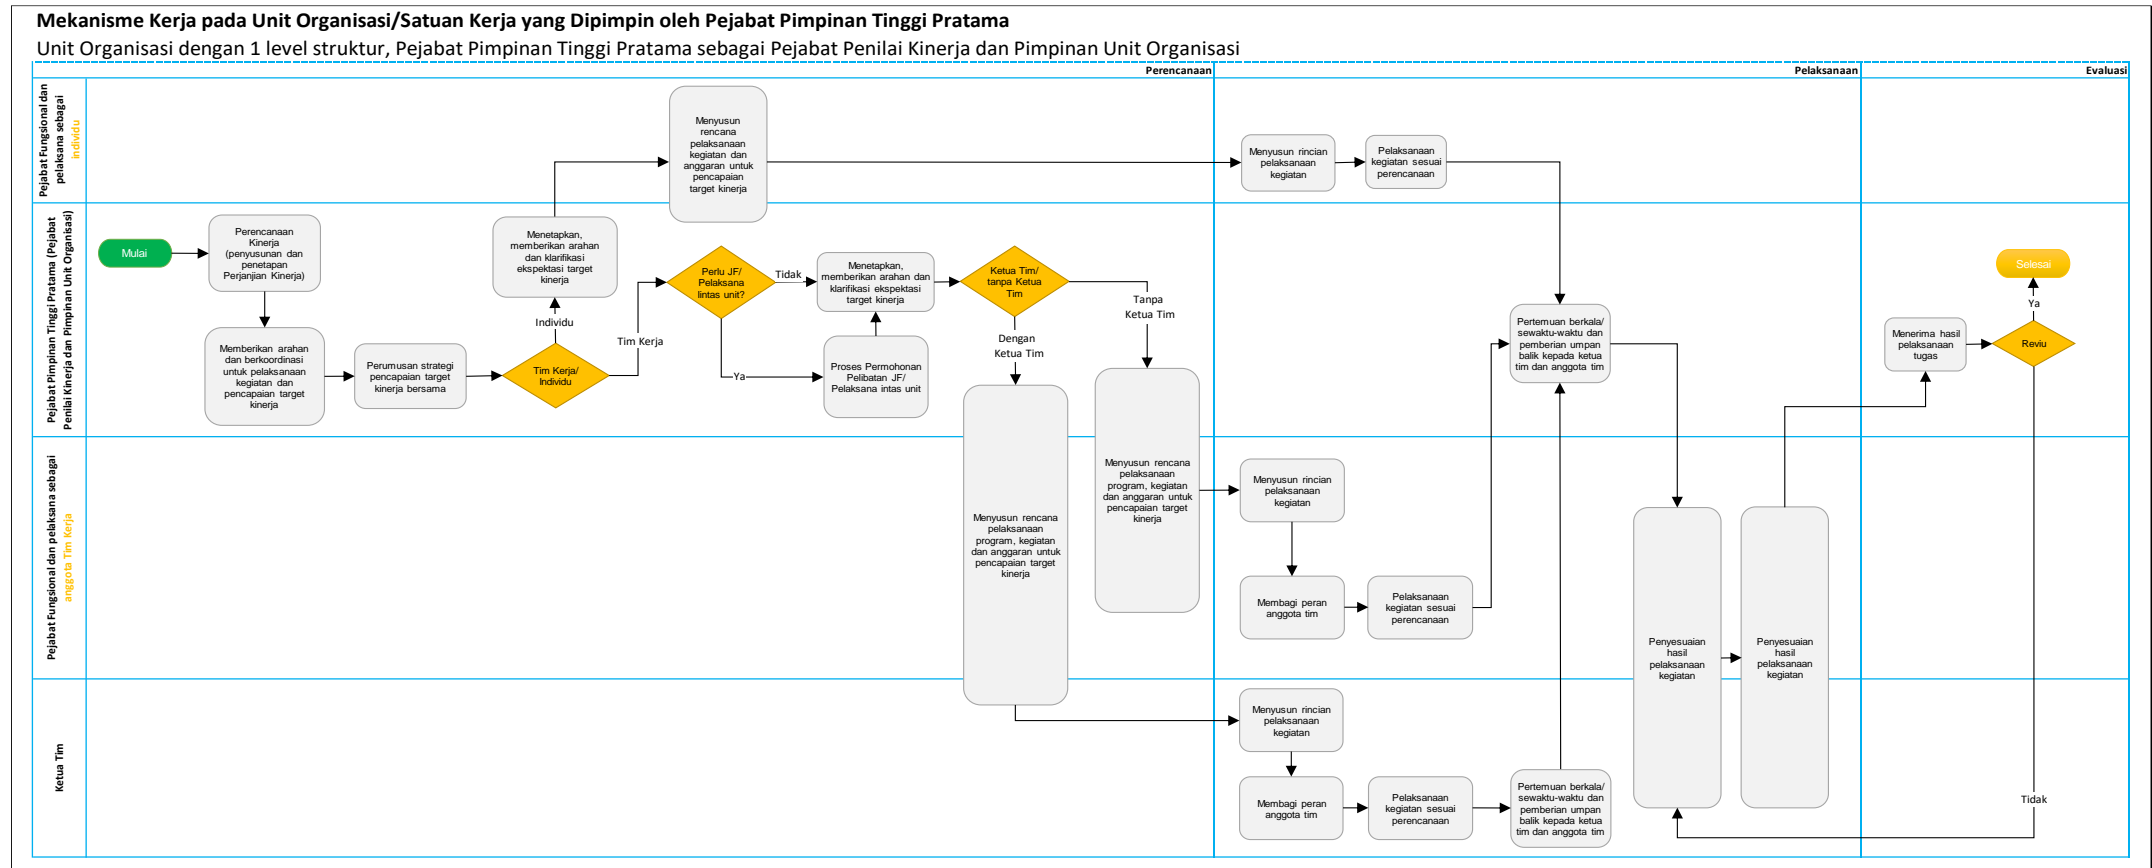 Mekanisme Kerja pada Unit Organisasi/Satuan Kerja yang Dipimpin oleh Pejabat Pimpinan Tinggi Pratama
Unit Organisasi dengan 1 level struktur, Pejabat Pimpinan Tinggi Pratama sebagai Pejabat Penilai Kinerja dan Pimpinan Unit Organisasi
Perencanaan
Pelaksanaan
Evaluasi
Pejabat Fungsional dan
pelaksana sebagai
individu
Menyusun
rencana
pelaksanaan
kegiatan dan
anggaran untuk
pencapaian
target kinerja
Menyusun rincian
pelaksanaan
kegiatan
Pelaksanaan
kegiatan sesuai
perencanaan
Pejabat Pimpinan Tinggi Pratama (Pejabat
Penilai Kinerja dan Pimpinan Unit Organisasi)
Mulai
Perencanaan
Kinerja
(penyusunan dan
penetapan
Perjanjian Kinerja)
Memberikan arahan
dan berkoordinasi
untuk pelaksanaan
kegiatan dan
pencapaian target
kinerja
Perumusan strategi
pencapaian target
kinerja bersama
Tim Kerja/
Individu
Individu
Tim Kerja
Menetapkan,
memberikan arahan
dan klarifikasi
ekspektasi target
kinerja
Perlu JF/
Pelaksana
lintas unit?
Tidak
Ya
Proses Permohonan
Pelibatan JF/
Pelaksana intas unit
Menetapkan,
memberikan arahan dan
klarifikasi ekspektasi
target kinerja
Ketua Tim/
tanpa Ketua
Tim
Dengan
Ketua Tim
Tanpa
Ketua Tim
Pertemuan berkala/
sewaktu-waktu dan
pemberian umpan
balik kepada ketua
tim dan anggota tim
Menerima hasil
pelaksanaan
tugas
Reviu
Ya
Selesai
Tidak
Pejabat Fungsional dan pelaksana sebagai
anggota Tim Kerja
Menyusun rencana
pelaksanaan
program, kegiatan
dan anggaran untuk
pencapaian target
kinerja
Menyusun rencana
pelaksanaan
program, kegiatan
dan anggaran untuk
pencapaian target
kinerja
Menyusun rincian
pelaksanaan
kegiatan
Membagi peran
anggota tim
Pelaksanaan
kegiatan sesuai
perencanaan
Penyesuaian
hasil
pelaksanaan
kegiatan
Penyesuaian
hasil
pelaksanaan
kegiatan
Ketua Tim
Menyusun rincian
pelaksanaan
kegiatan
Membagi peran
anggota tim
Pelaksanaan
kegiatan sesuai
perencanaan
Pertemuan berkala/
sewaktu-waktu dan
pemberian umpan
balik kepada ketua
tim dan anggota tim